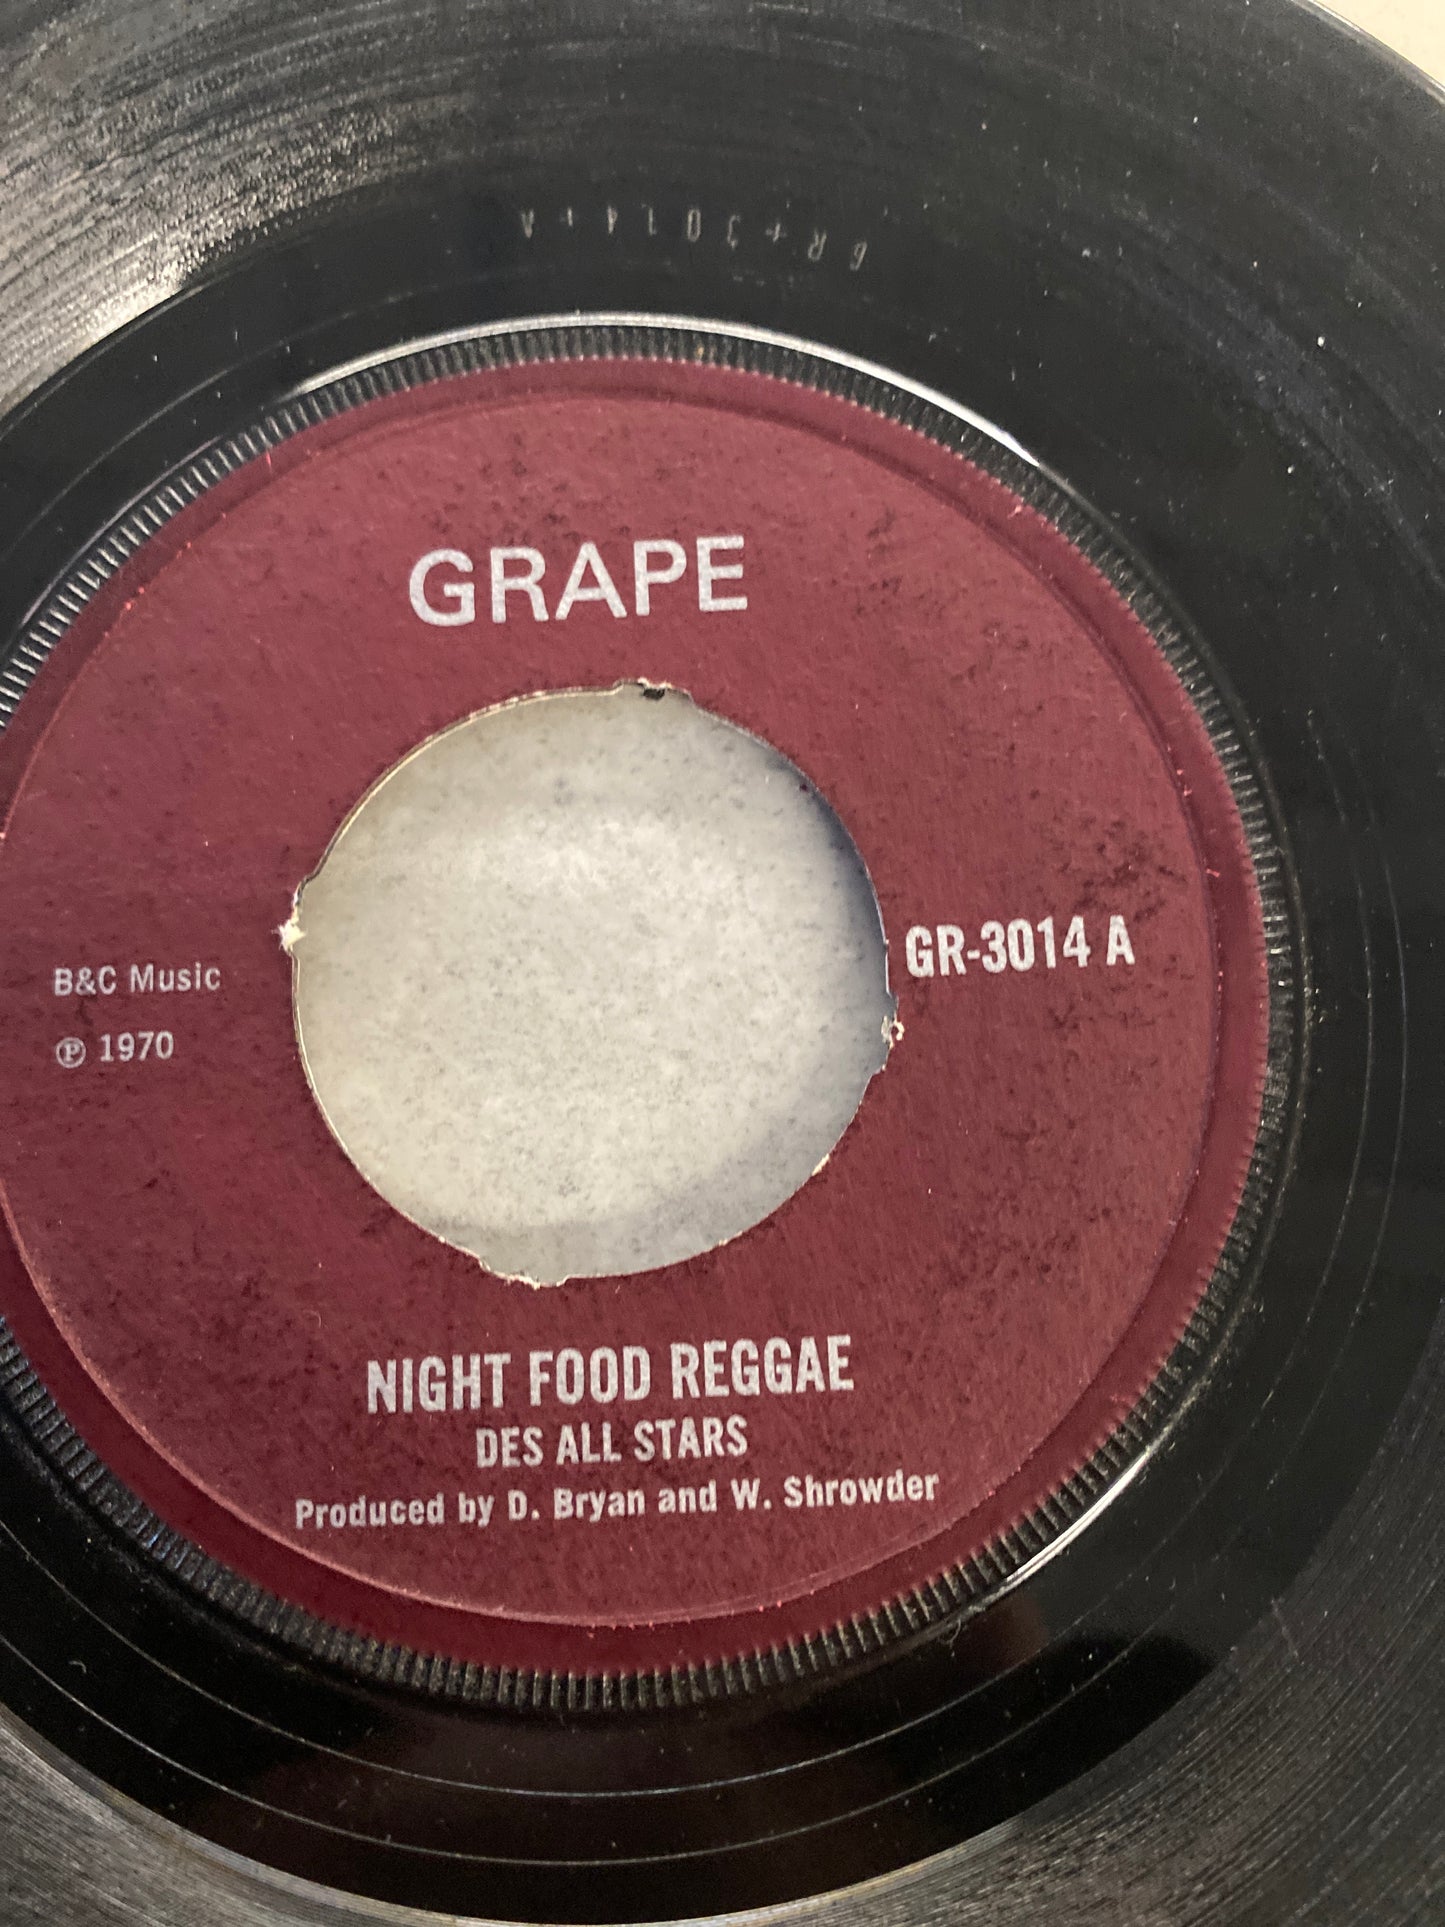 GR+3014+A
GRAPE
GR-3014 A
B&C Music
℗ 1970
NIGHT FOOD REGGAE
DES ALL STARS
Produced by D. Bryan and W. Shrowder